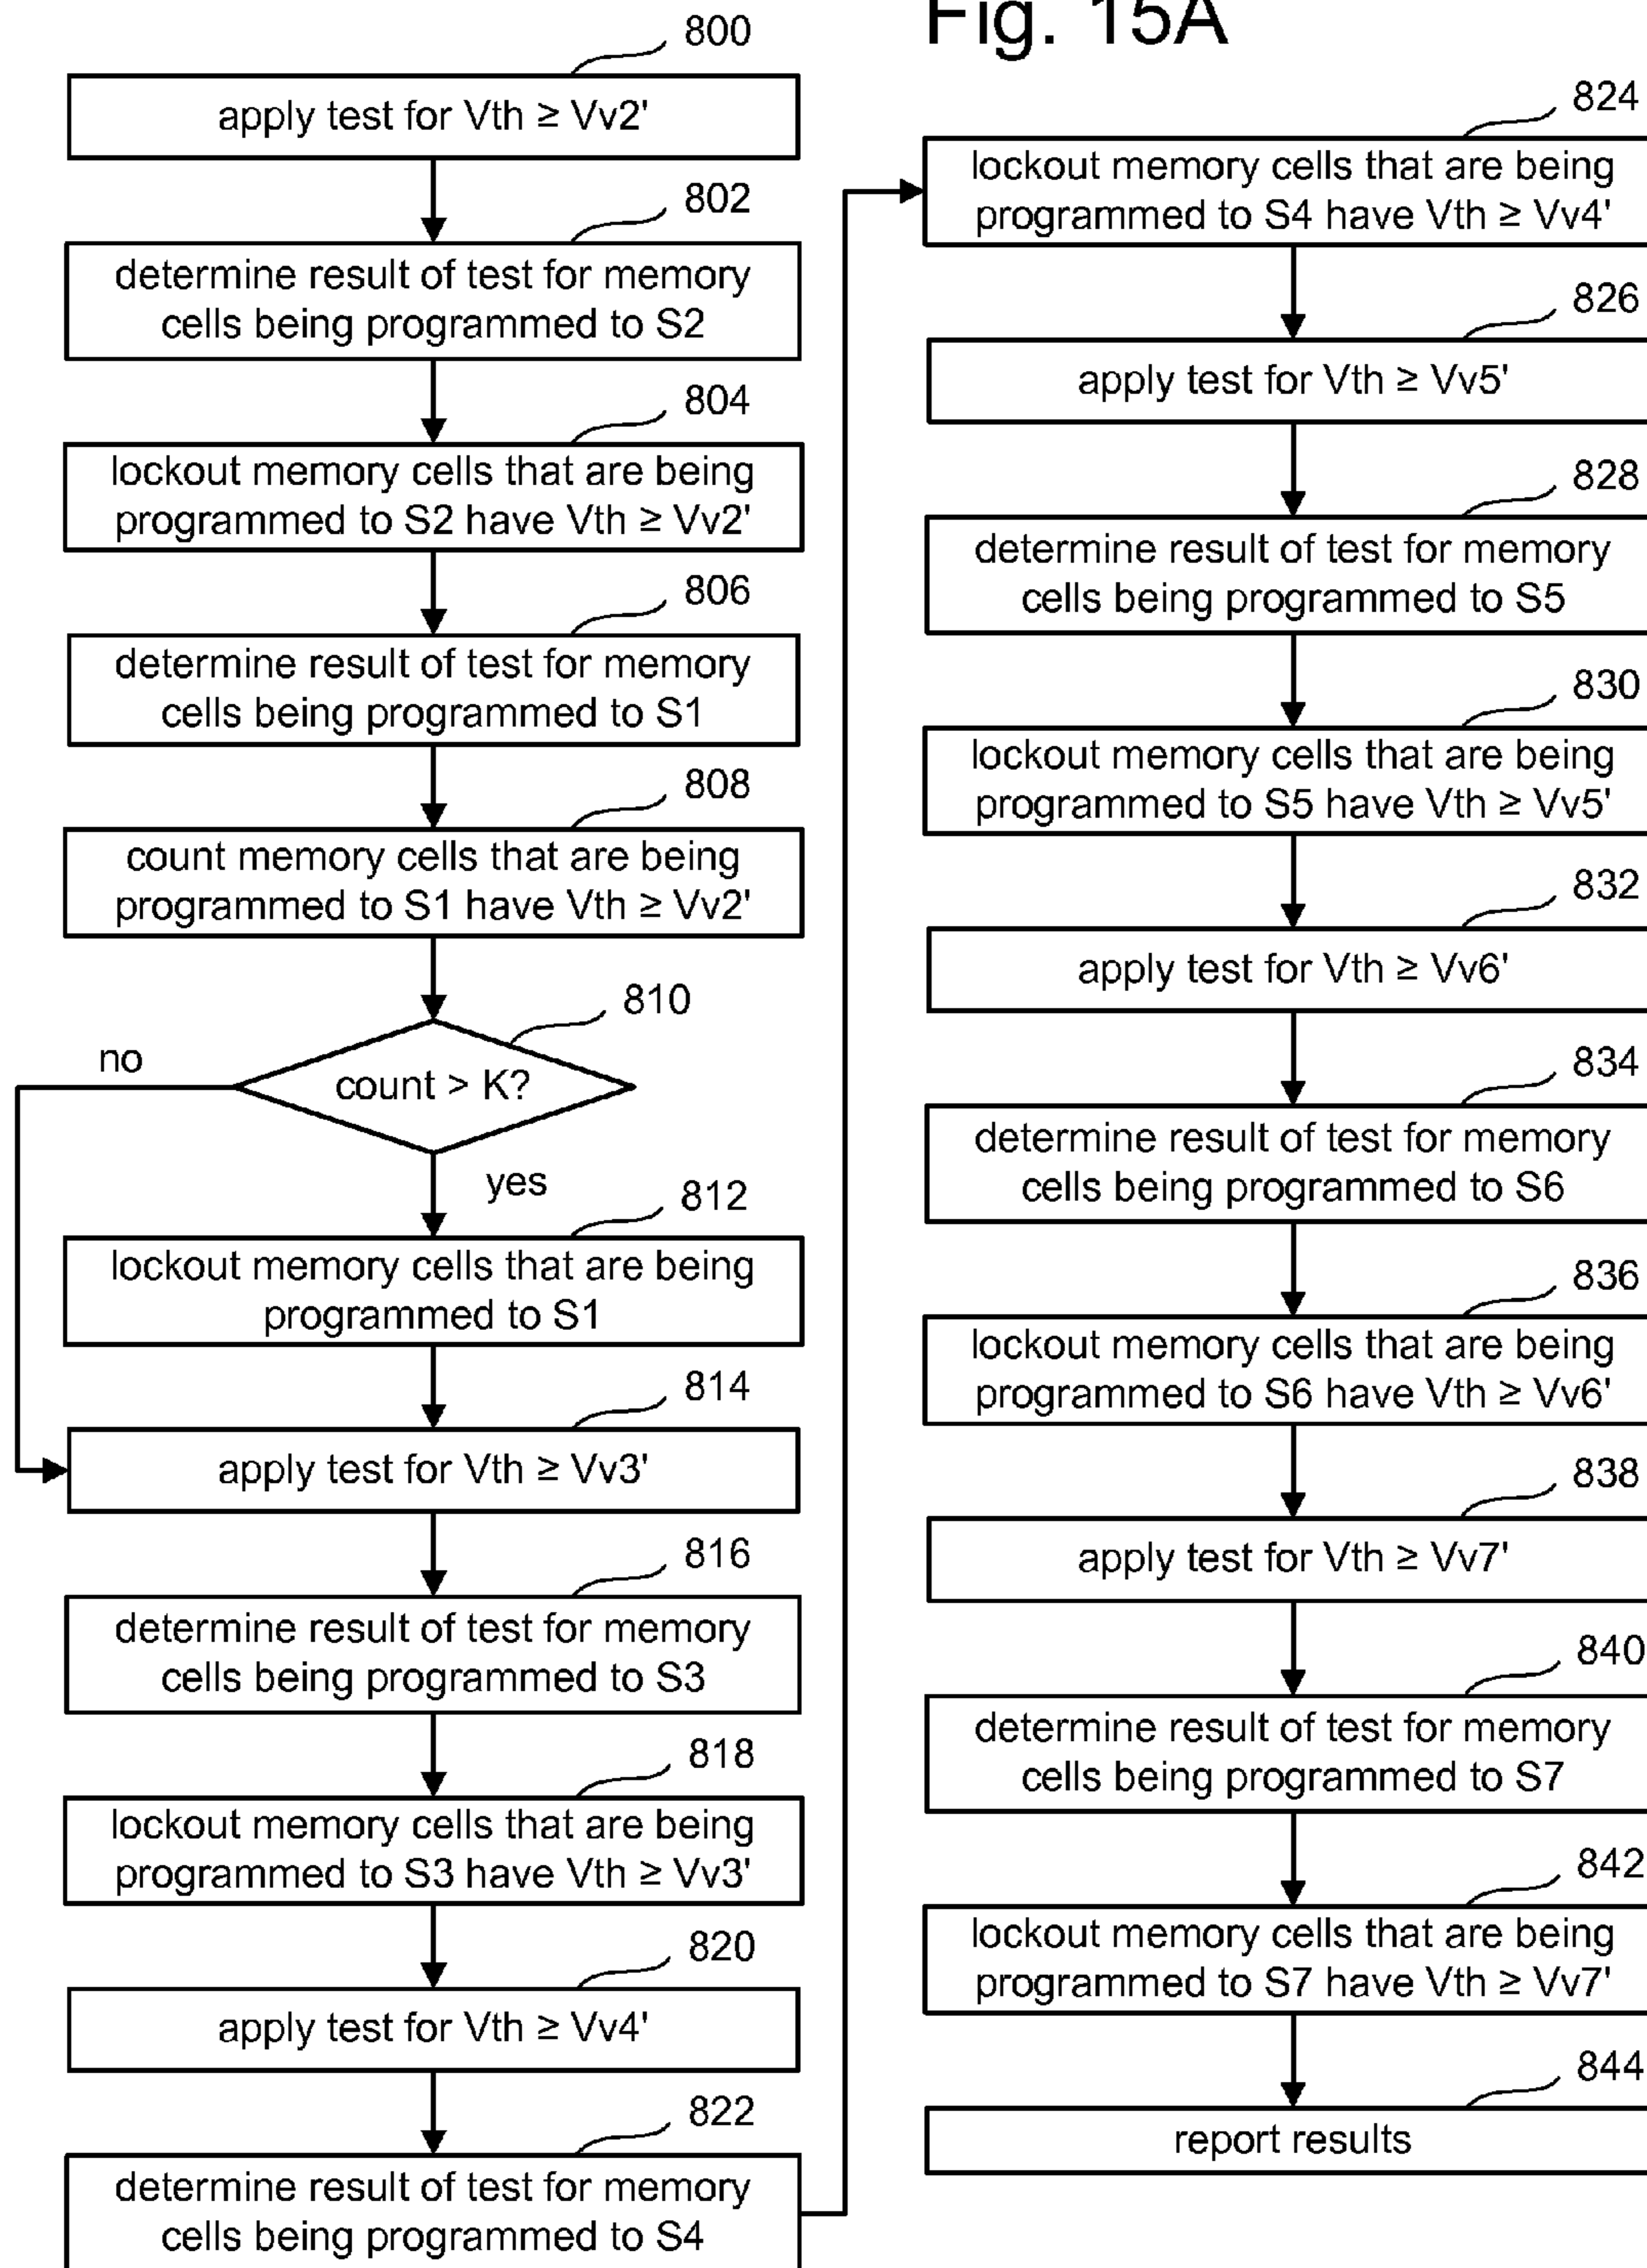 Fig. 15A
800
apply test for Vth ≥ Vv2'
802
determine result of test for memory
cells being programmed to S2
804
lockout memory cells that are being
programmed to S2 have Vth ≥ Vv2'
806
determine result of test for memory
cells being programmed to S1
808
count memory cells that are being
programmed to S1 have Vth ≥ Vv2'
810
no
count > K?
yes
812
lockout memory cells that are being
programmed to S1
814
apply test for Vth ≥ Vv3'
816
determine result of test for memory
cells being programmed to S3
818
lockout memory cells that are being
programmed to S3 have Vth ≥ Vv3'
820
apply test for Vth ≥ Vv4'
822
determine result of test for memory
cells being programmed to S4
824
lockout memory cells that are being
programmed to S4 have Vth ≥ Vv4'
826
apply test for Vth ≥ Vv5'
828
determine result of test for memory
cells being programmed to S5
830
lockout memory cells that are being
programmed to S5 have Vth ≥ Vv5'
832
apply test for Vth ≥ Vv6'
834
determine result of test for memory
cells being programmed to S6
836
lockout memory cells that are being
programmed to S6 have Vth ≥ Vv6'
838
apply test for Vth ≥ Vv7'
840
determine result of test for memory
cells being programmed to S7
842
lockout memory cells that are being
programmed to S7 have Vth ≥ Vv7'
844
report results